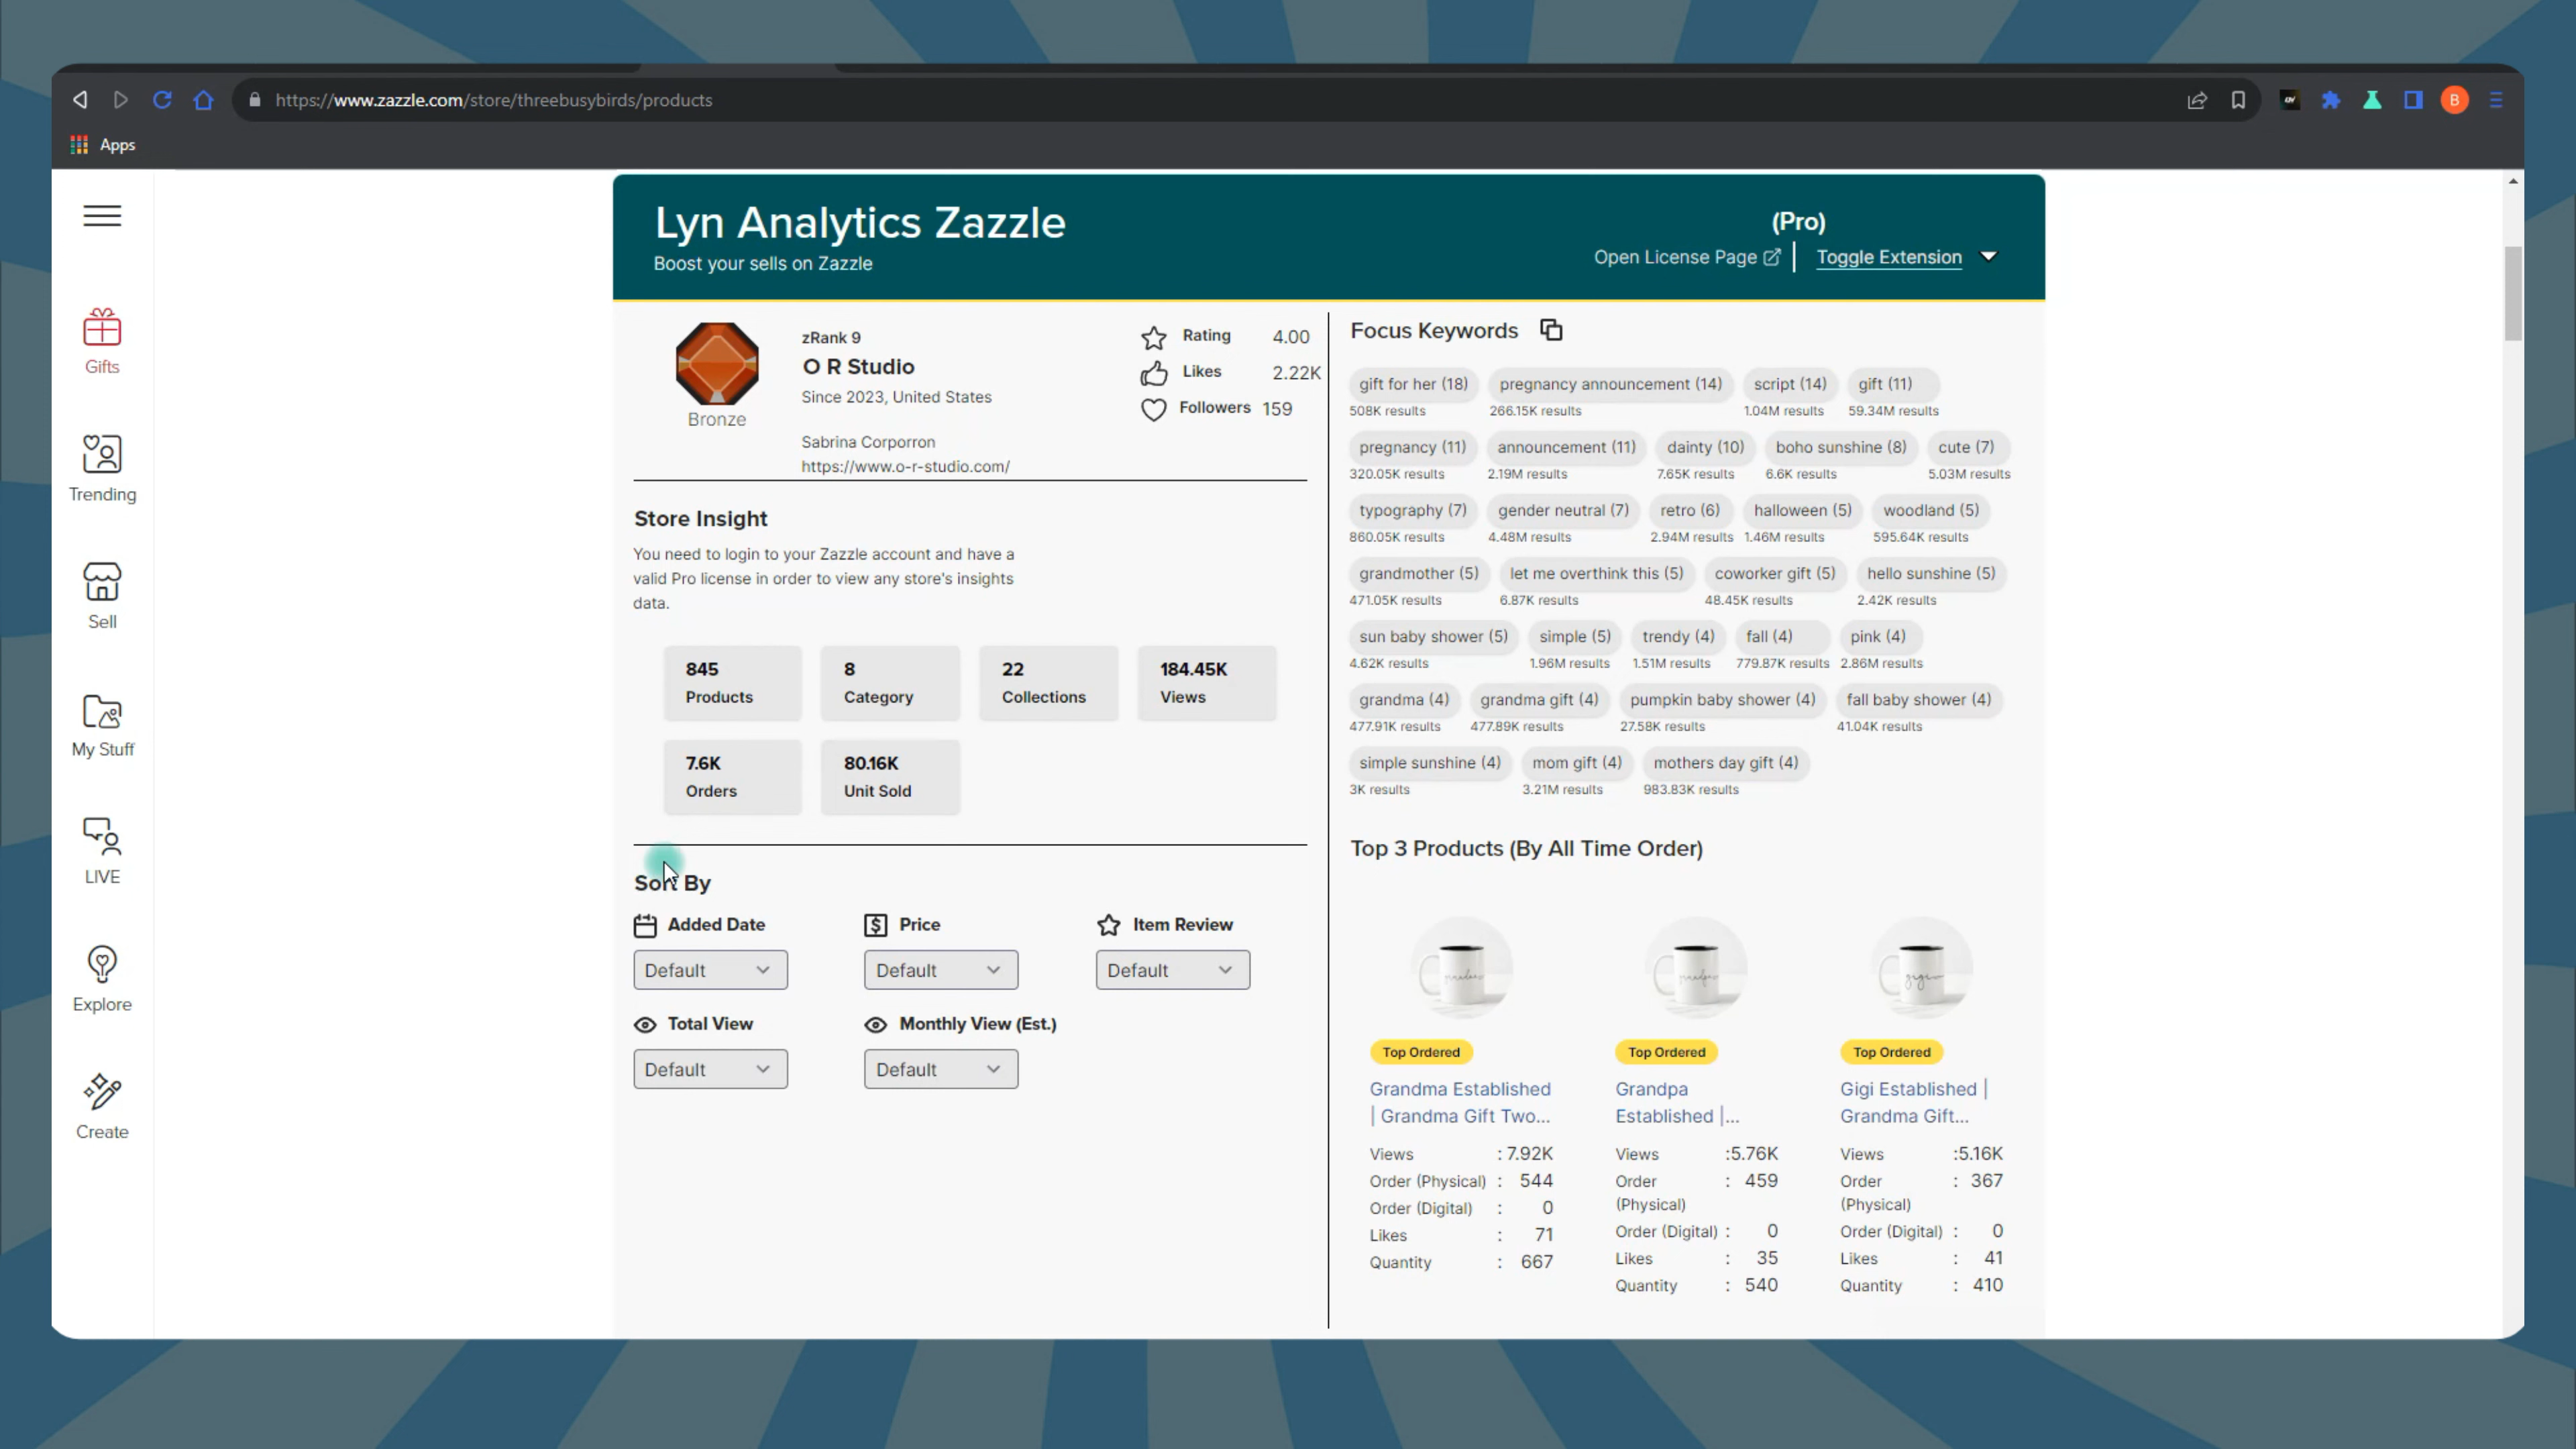 https://www.zazzle.com/store/threebusybirds/products
B
Apps
Gifts
Trending
Sell
My Stuff
LIVE
Explore
Create
Lyn Analytics Zazzle
Boost your sells on Zazzle
(Pro)
Open License Page
Toggle Extension
Bronze
zRank 9
O R Studio
Since 2023, United States
Sabrina Corporron
https://www.o-r-studio.com/
Rating 4.00
Likes 2.22K
Followers 159
Store Insight
You need to login to your Zazzle account and have a
valid Pro license in order to view any store's insights
data.
845 8 22 184.45K
Products Category Collections Views
7.6K 80.16K
Orders Unit Sold
Sort By
Added Date Price Item Review
Default Default Default
Total View Monthly View (Est.)
Default Default
Focus Keywords
gift for her (18) pregnancy announcement (14) script (14) gift (11)
508K results 266.15K results 1.04M results 59.34M results
pregnancy (11) announcement (11) dainty (10) boho sunshine (8) cute (7)
320.05K results 2.19M results 7.65K results 6.6K results 5.03M results
typography (7) gender neutral (7) retro (6) halloween (5) woodland (5)
860.05K results 4.48M results 2.94M results 1.46M results 595.64K results
grandmother (5) let me overthink this (5) coworker gift (5) hello sunshine (5)
471.05K results 6.87K results 48.45K results 2.42K results
sun baby shower (5) simple (5) trendy (4) fall (4) pink (4)
4.62K results 1.96M results 1.51M results 779.87K results 2.86M results
grandma (4) grandma gift (4) pumpkin baby shower (4) fall baby shower (4)
477.91K results 477.89K results 27.58K results 41.04K results
simple sunshine (4) mom gift (4) mothers day gift (4)
3K results 3.21M results 983.83K results
Top 3 Products (By All Time Order)
Top Ordered
Grandma Established
| Grandma Gift Two...
Views : 7.92K
Order (Physical) : 544
Order (Digital) : 0
Likes : 71
Quantity : 667
Top Ordered
Grandpa
Established |...
Views :5.76K
Order : 459
(Physical)
Order (Digital) : 0
Likes : 35
Quantity : 540
gigi
Top Ordered
Gigi Established |
Grandma Gift...
Views :5.16K
Order : 367
(Physical)
Order (Digital) : 0
Likes : 41
Quantity : 410